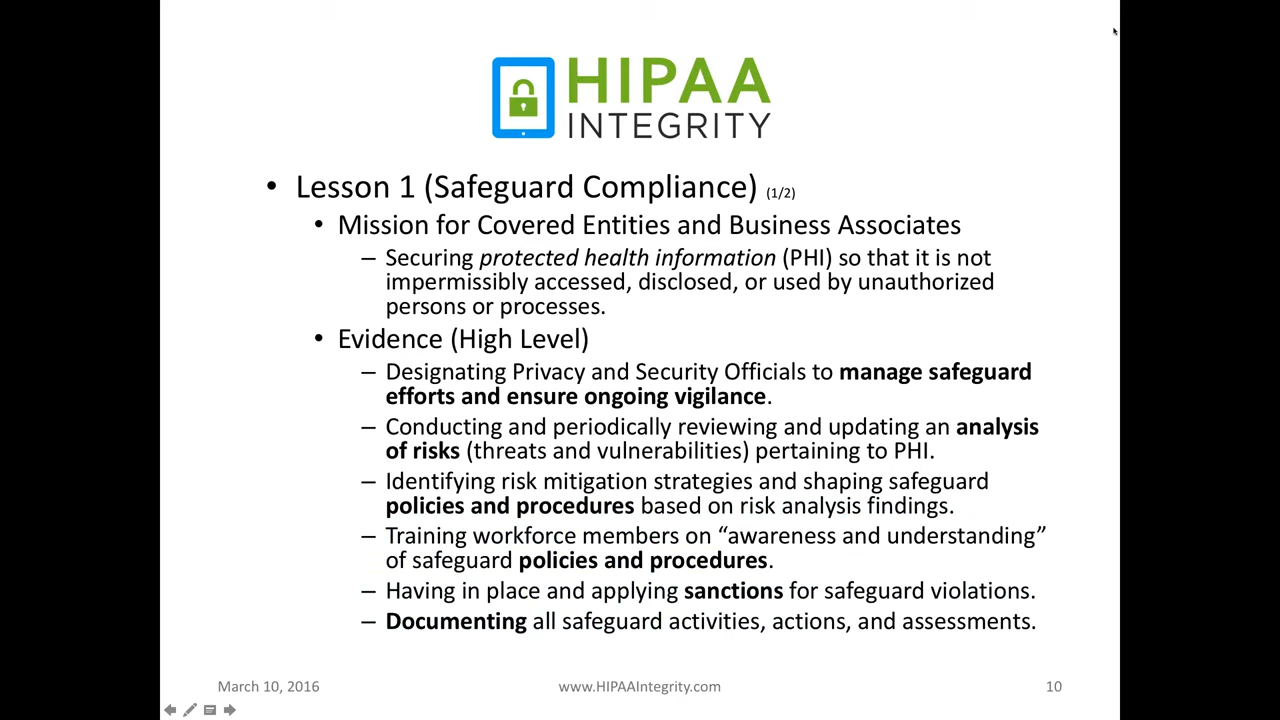 HIPAA
INTEGRITY
• Lesson 1 (Safeguard Compliance) (1/2)
• Mission for Covered Entities and Business Associates
– Securing protected health information (PHI) so that it is not
impermissibly accessed, disclosed, or used by unauthorized
persons or processes.
• Evidence (High Level)
– Designating Privacy and Security Officials to manage safeguard
efforts and ensure ongoing vigilance.
– Conducting and periodically reviewing and updating an analysis
of risks (threats and vulnerabilities) pertaining to PHI.
– Identifying risk mitigation strategies and shaping safeguard
policies and procedures based on risk analysis findings.
– Training workforce members on “awareness and understanding”
of safeguard policies and procedures.
– Having in place and applying sanctions for safeguard violations.
– Documenting all safeguard activities, actions, and assessments.
March 10, 2016 www.HIPAAIntegrity.com 10